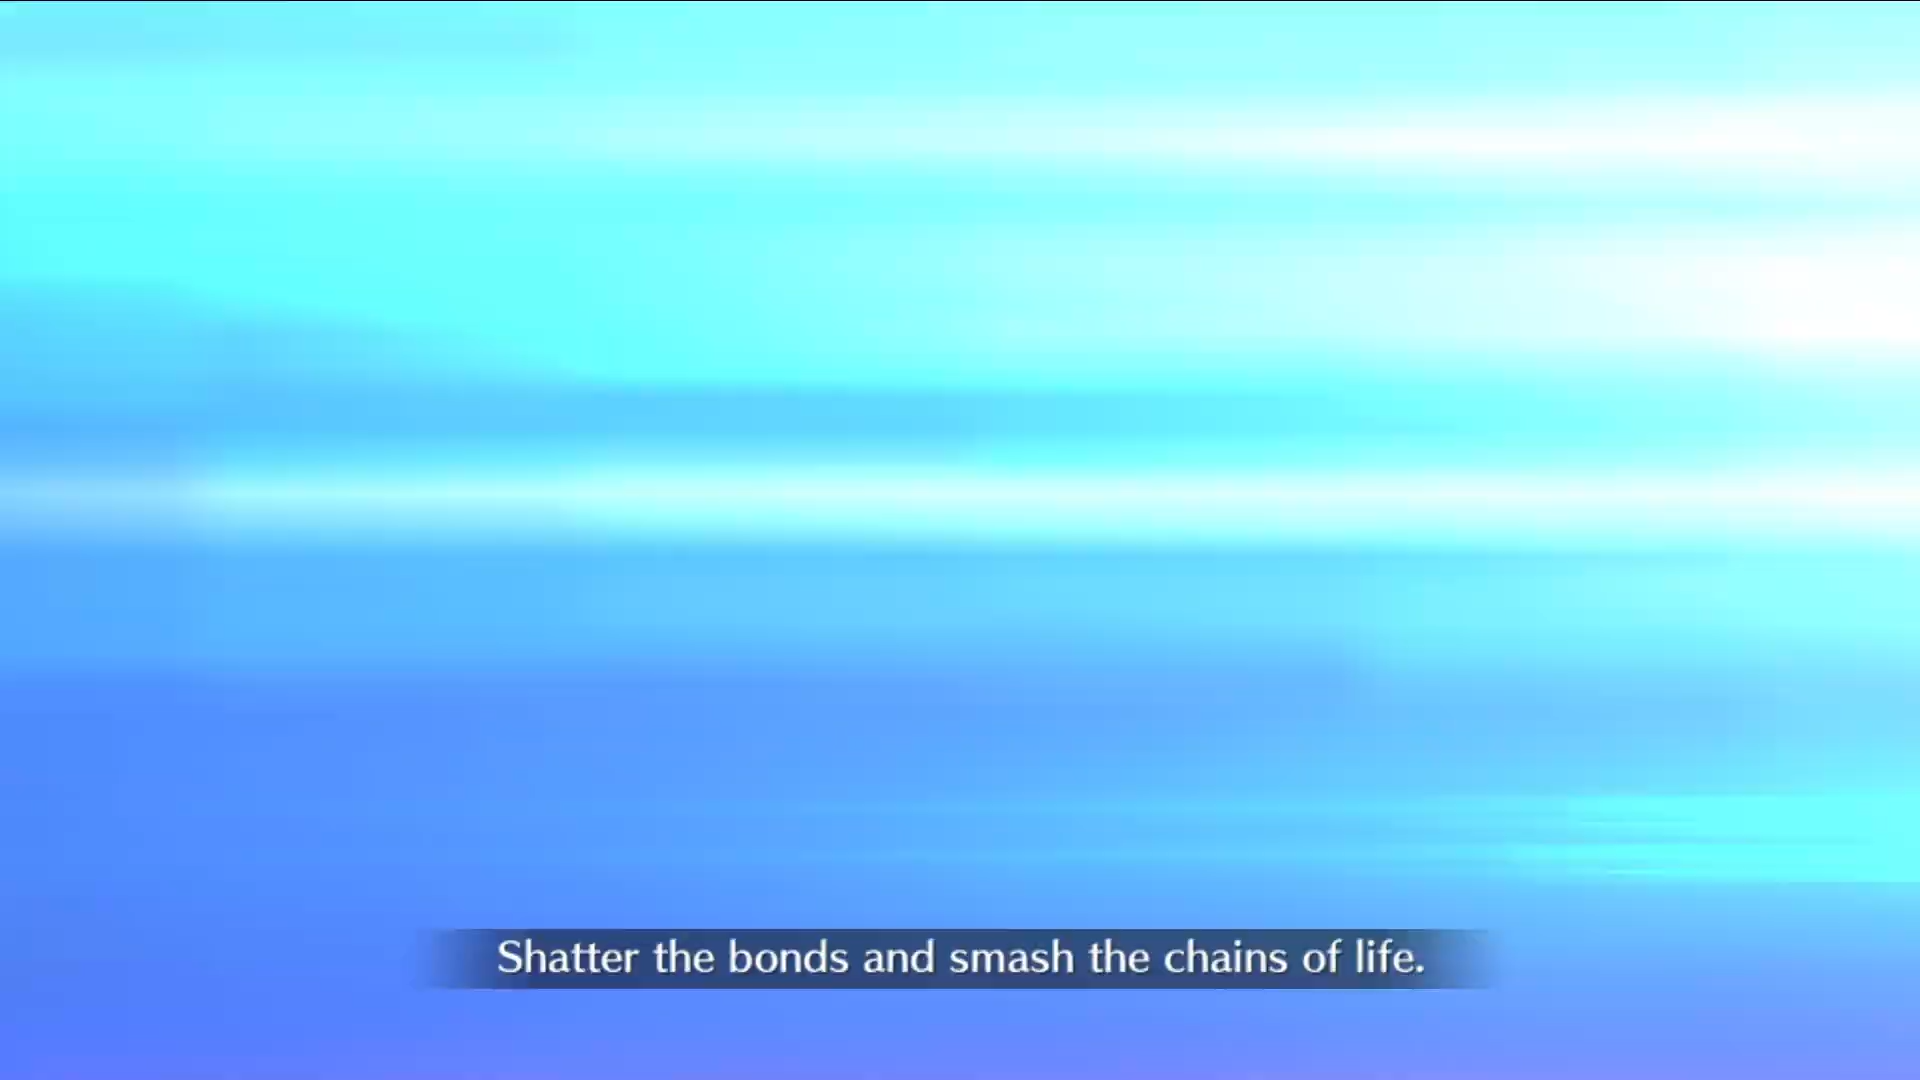 Shatter the bonds and smash the chains of life.